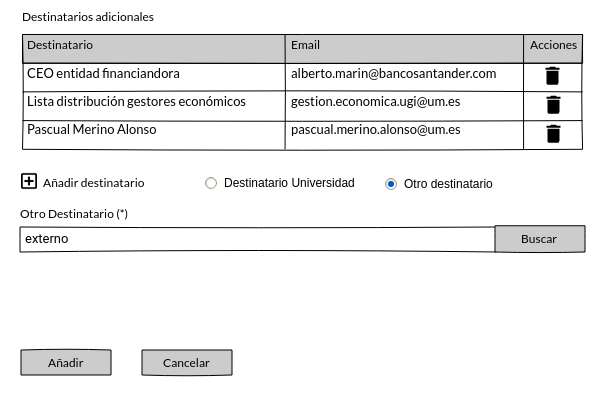 Destinatarios adicionales
Destinatario Email Acciones
CEO entidad financiandora alberto.marin@bancosantander.com
Lista distribución gestores económicos gestion.economica.ugi@um.es
Pascual Merino Alonso pascual.merino.alonso@um.es
Añadir destinatario Destinatario Universidad Otro destinatario
Otro Destinatario (*)
externo Buscar
Añadir Cancelar